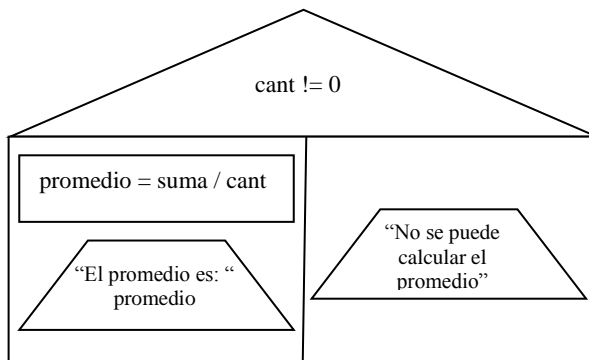 cant != 0
promedio = suma / cant
“El promedio es: “
promedio
“No se puede
calcular el
promedio”